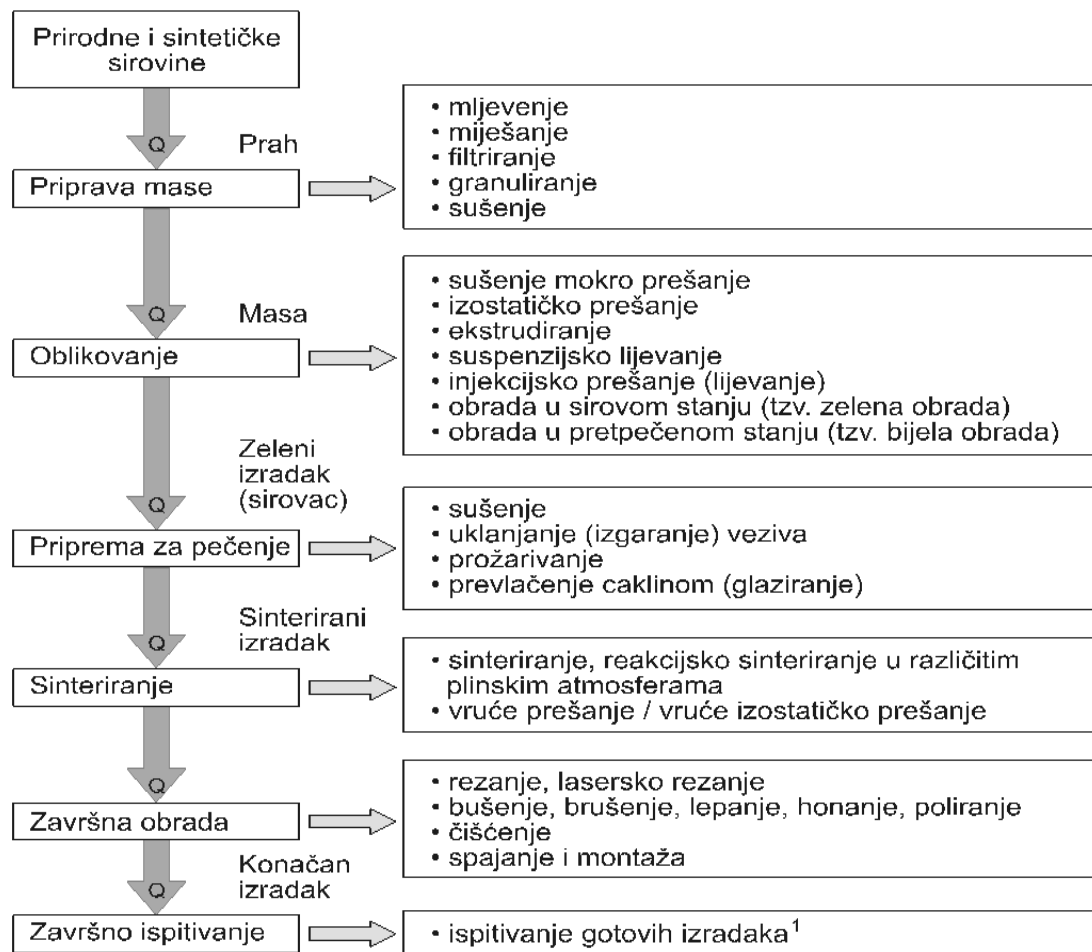 Prirodne i sintetičke
sirovine
Q
Prah
Priprava mase
• mljevenje
• miješanje
• filtriranje
• granuliranje
• sušenje
Q
Masa
Oblikovanje
• sušenje mokro prešanje
• izostatičko prešanje
• ekstrudiranje
• suspenzijsko lijevanje
• injekcijsko prešanje (lijevanje)
• obrada u sirovom stanju (tzv. zelena obrada)
• obrada u pretpečenom stanju (tzv. bijela obrada)
Zeleni
izradak
(sirovac)
Q
Priprema za pečenje
• sušenje
• uklanjanje (izgaranje) veziva
• prožarivanje
• prevlačenje caklinom (glaziranje)
Sinterirani
izradak
Q
Sinteriranje
• sinteriranje, reakcijsko sinteriranje u različitim
plinskim atmosferama
• vruće prešanje / vruće izostatičko prešanje
Q
Završna obrada
• rezanje, lasersko rezanje
• bušenje, brušenje, lepanje, honanje, poliranje
• čišćenje
• spajanje i montaža
Konačan
izradak
Q
Završno ispitivanje
• ispitivanje gotovih izradaka¹